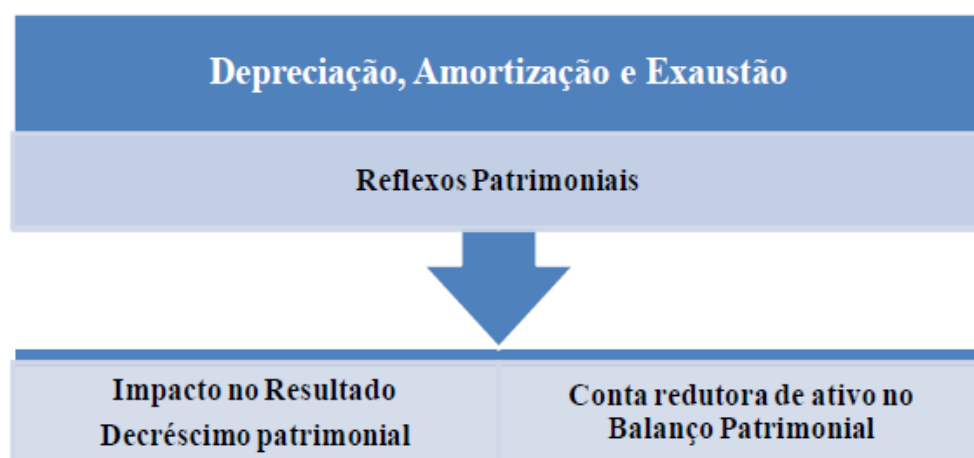 Depreciação, Amortização e Exaustão
Reflexos Patrimoniais
Impacto no Resultado
Decréscimo patrimonial
Conta redutora de ativo no
Balanço Patrimonial